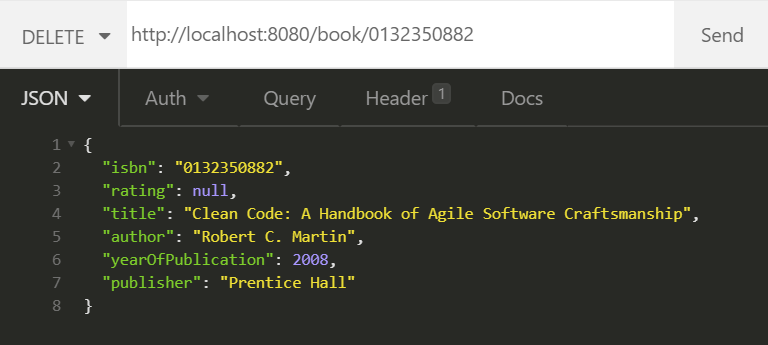 DELETE http://localhost:8080/book/0132350882 Send
JSON Auth Query Header 1 Docs
1 {
2 "isbn": "0132350882",
3 "rating": null,
4 "title": "Clean Code: A Handbook of Agile Software Craftsmanship",
5 "author": "Robert C. Martin",
6 "yearOfPublication": 2008,
7 "publisher": "Prentice Hall"
8 }